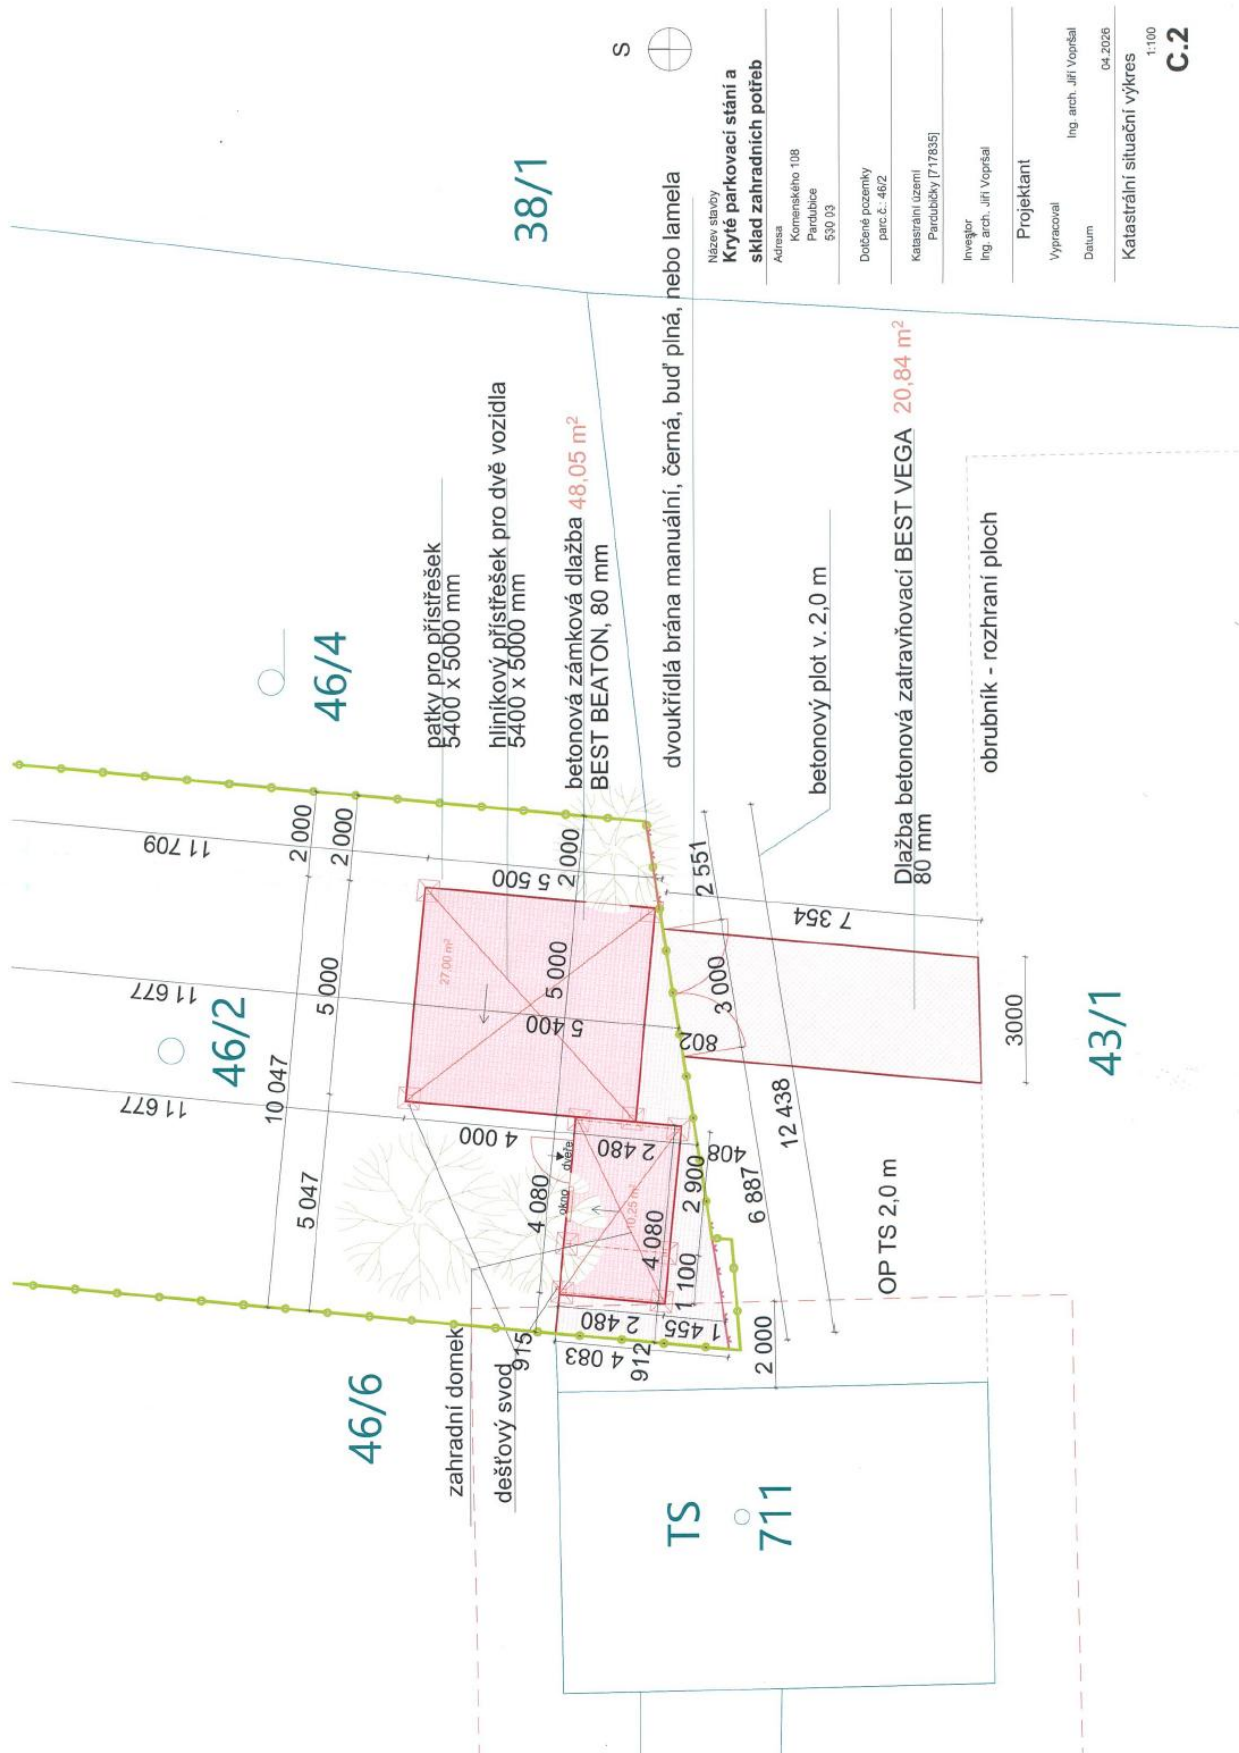 S
Název stavby
Kryté parkovací stání a
sklad zahradních potřeb
Adresa
Komenského 108
Pardubice
530 03
Dotčené pozemky
parc.č.: 46/2
Katastrální území
Pardubičky [717835]
Investor
Ing. arch. Jiří Vopršal
Projektant
Vypracoval
Ing. arch. Jiří Vopršal
Datum
04.2026
Katastrální situační výkres
1:100
C.2
38/1
46/4
46/2
46/6
43/1
TS
711
patky pro přístřešek
5400 x 5000 mm
hliníkový přístřešek pro dvě vozidla
5400 x 5000 mm
betonová zámková dlažba 48,05 m²
BEST BEATON, 80 mm
dvoukřídlá brána manuální, černá, buď plná, nebo lamela
betonový plot v. 2,0 m
Dlažba betonová zatravňovací BEST VEGA 20,84 m²
80 mm
obrubník - rozhraní ploch
OP TS 2,0 m
zahradní domek
dešťový svod
11 709
11 677
11 677
2 000
2 000
5 000
10 047
5 047
5 500
2 000
27,00 m²
5 000
5 400
4 000
2 480
dveře
okno
4 080
10,25 m²
4 080
2 900
408
1 100
6 887
12 438
802
3 000
2 551
7 354
3000
915
2 480
1 455
4 083
912
2 000